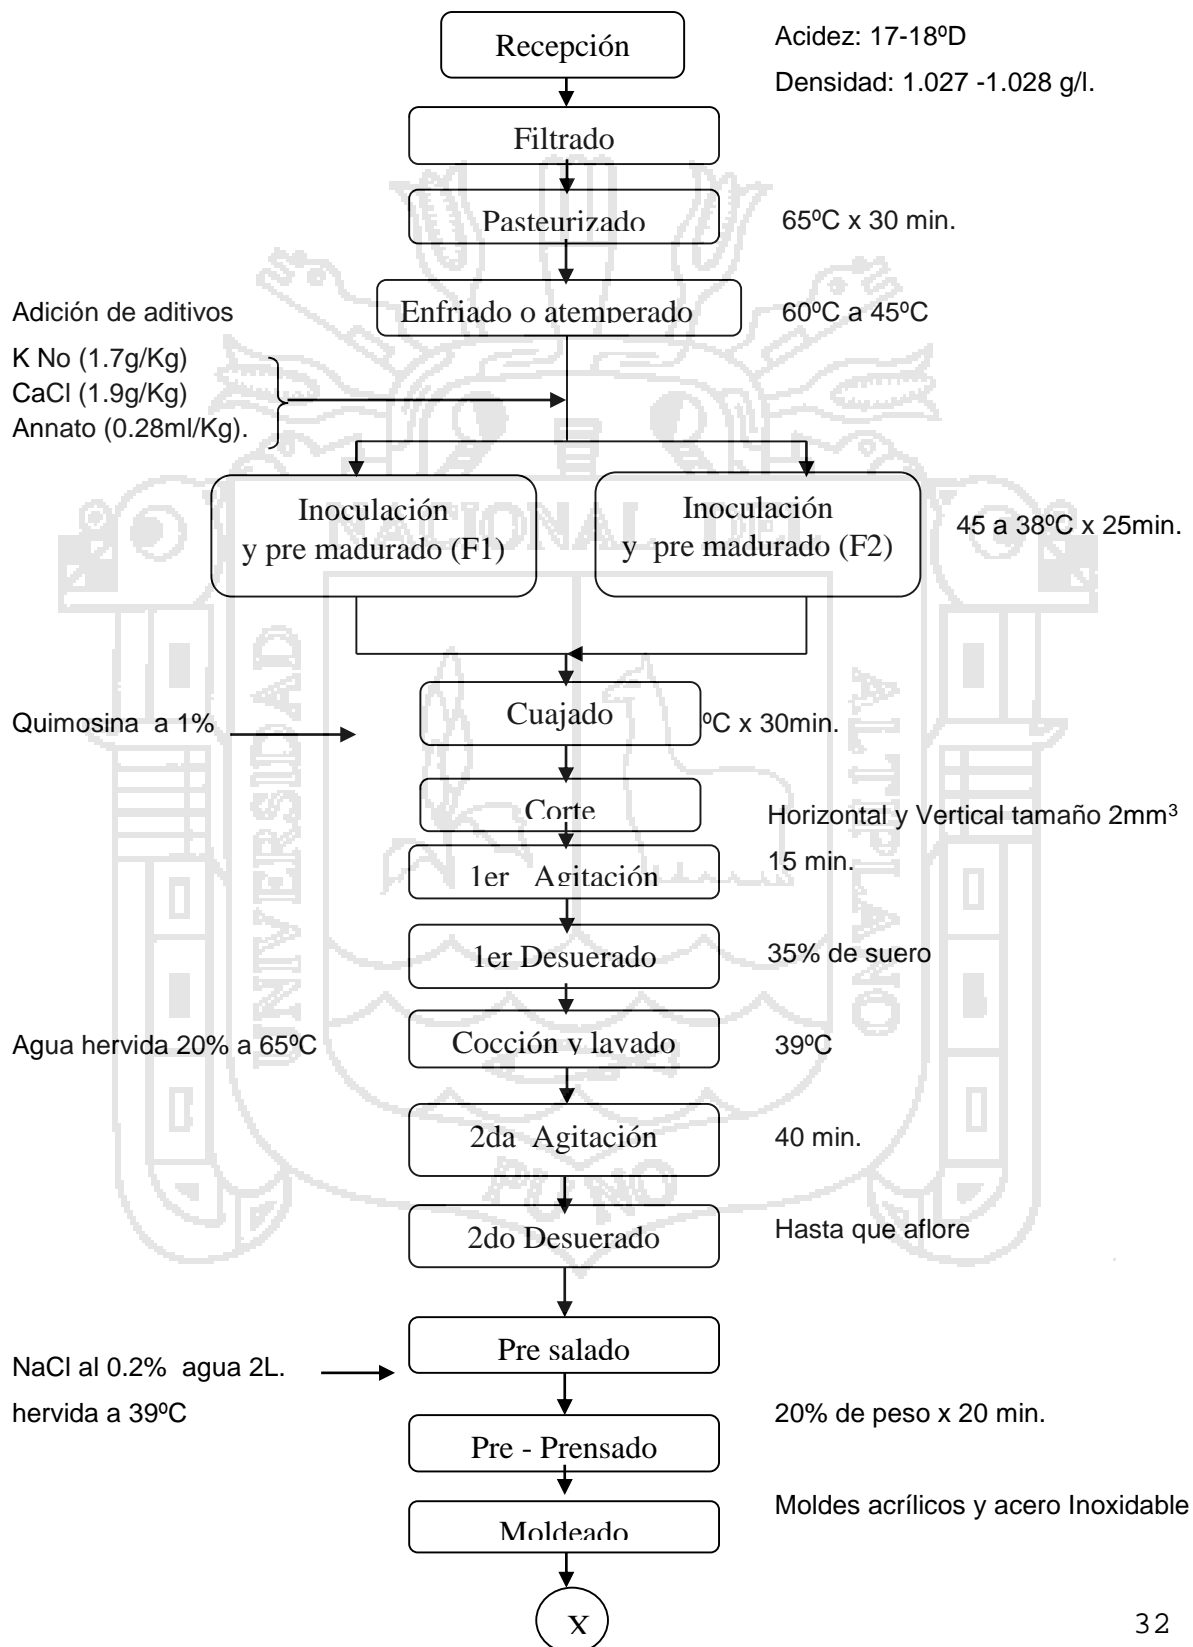 Recepción
Acidez: 17-18ºD
Densidad: 1.027 -1.028 g/l.
Filtrado
Pasteurizado
65ºC x 30 min.
Adición de aditivos
Enfriado o atemperado
60ºC a 45ºC
K No (1.7g/Kg)
CaCl (1.9g/Kg)
Annato (0.28ml/Kg).
Inoculación
y pre madurado (F1)
Inoculación
y pre madurado (F2)
45 a 38ºC x 25min.
Quimosina a 1%
Cuajado
ºC x 30min.
Corte
Horizontal y Vertical tamaño 2mm³
1er Agitación
15 min.
1er Desuerado
35% de suero
Agua hervida 20% a 65ºC
Cocción y lavado
39ºC
2da Agitación
40 min.
2do Desuerado
Hasta que aflore
Pre salado
NaCl al 0.2% agua 2L.
hervida a 39ºC
20% de peso x 20 min.
Pre - Prensado
Moldes acrílicos y acero Inoxidable
Moldeado
X
32
UNIVERSIDAD
NACIONAL DEL
ALTIPLANO
PUNO